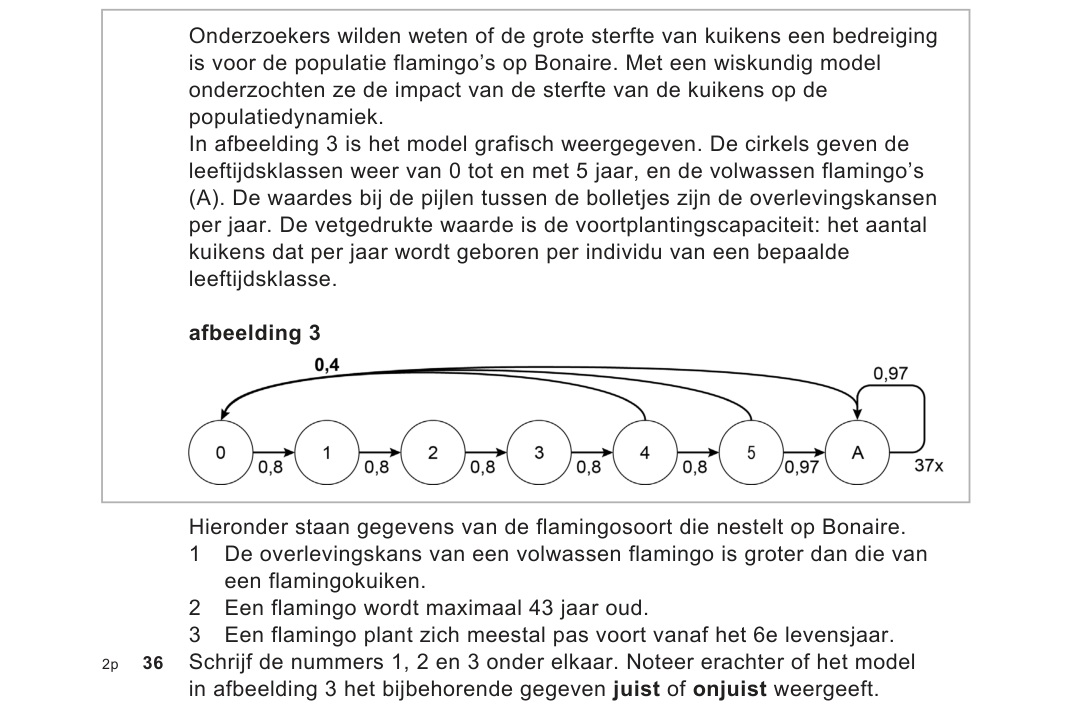 Onderzoekers wilden weten of de grote sterfte van kuikens een bedreiging
is voor de populatie flamingo’s op Bonaire. Met een wiskundig model
onderzochten ze de impact van de sterfte van de kuikens op de
populatiedynamiek.
In afbeelding 3 is het model grafisch weergegeven. De cirkels geven de
leeftijdsklassen weer van 0 tot en met 5 jaar, en de volwassen flamingo’s
(A). De waardes bij de pijlen tussen de bolletjes zijn de overlevingskansen
per jaar. De vetgedrukte waarde is de voortplantingscapaciteit: het aantal
kuikens dat per jaar wordt geboren per individu van een bepaalde
leeftijdsklasse.
afbeelding 3
0,4
0,97
0 1 2 3 4 5 A
0,8 0,8 0,8 0,8 0,8 0,97 37x
Hieronder staan gegevens van de flamingosoort die nestelt op Bonaire.
1 De overlevingskans van een volwassen flamingo is groter dan die van
een flamingokuiken.
2 Een flamingo wordt maximaal 43 jaar oud.
3 Een flamingo plant zich meestal pas voort vanaf het 6e levensjaar.
2p 36 Schrijf de nummers 1, 2 en 3 onder elkaar. Noteer erachter of het model
in afbeelding 3 het bijbehorende gegeven juist of onjuist weergeeft.